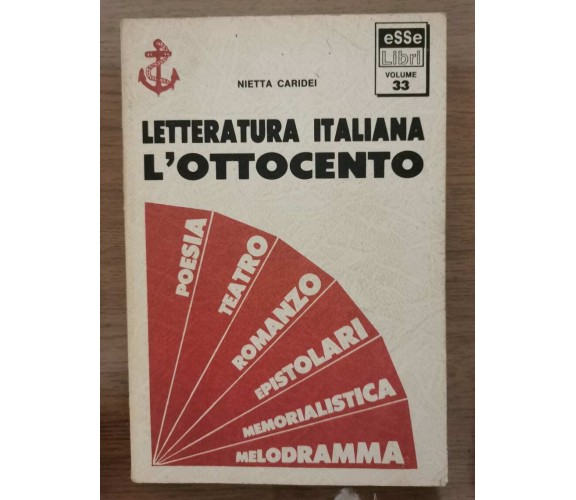 eSSe
Libri
VOLUME
33
NIETTA CARIDEI
LETTERATURA ITALIANA
L'OTTOCENTO
POESIA
TEATRO
ROMANZO
EPISTOLARI
MEMORIALISTICA
MELODRAMMA